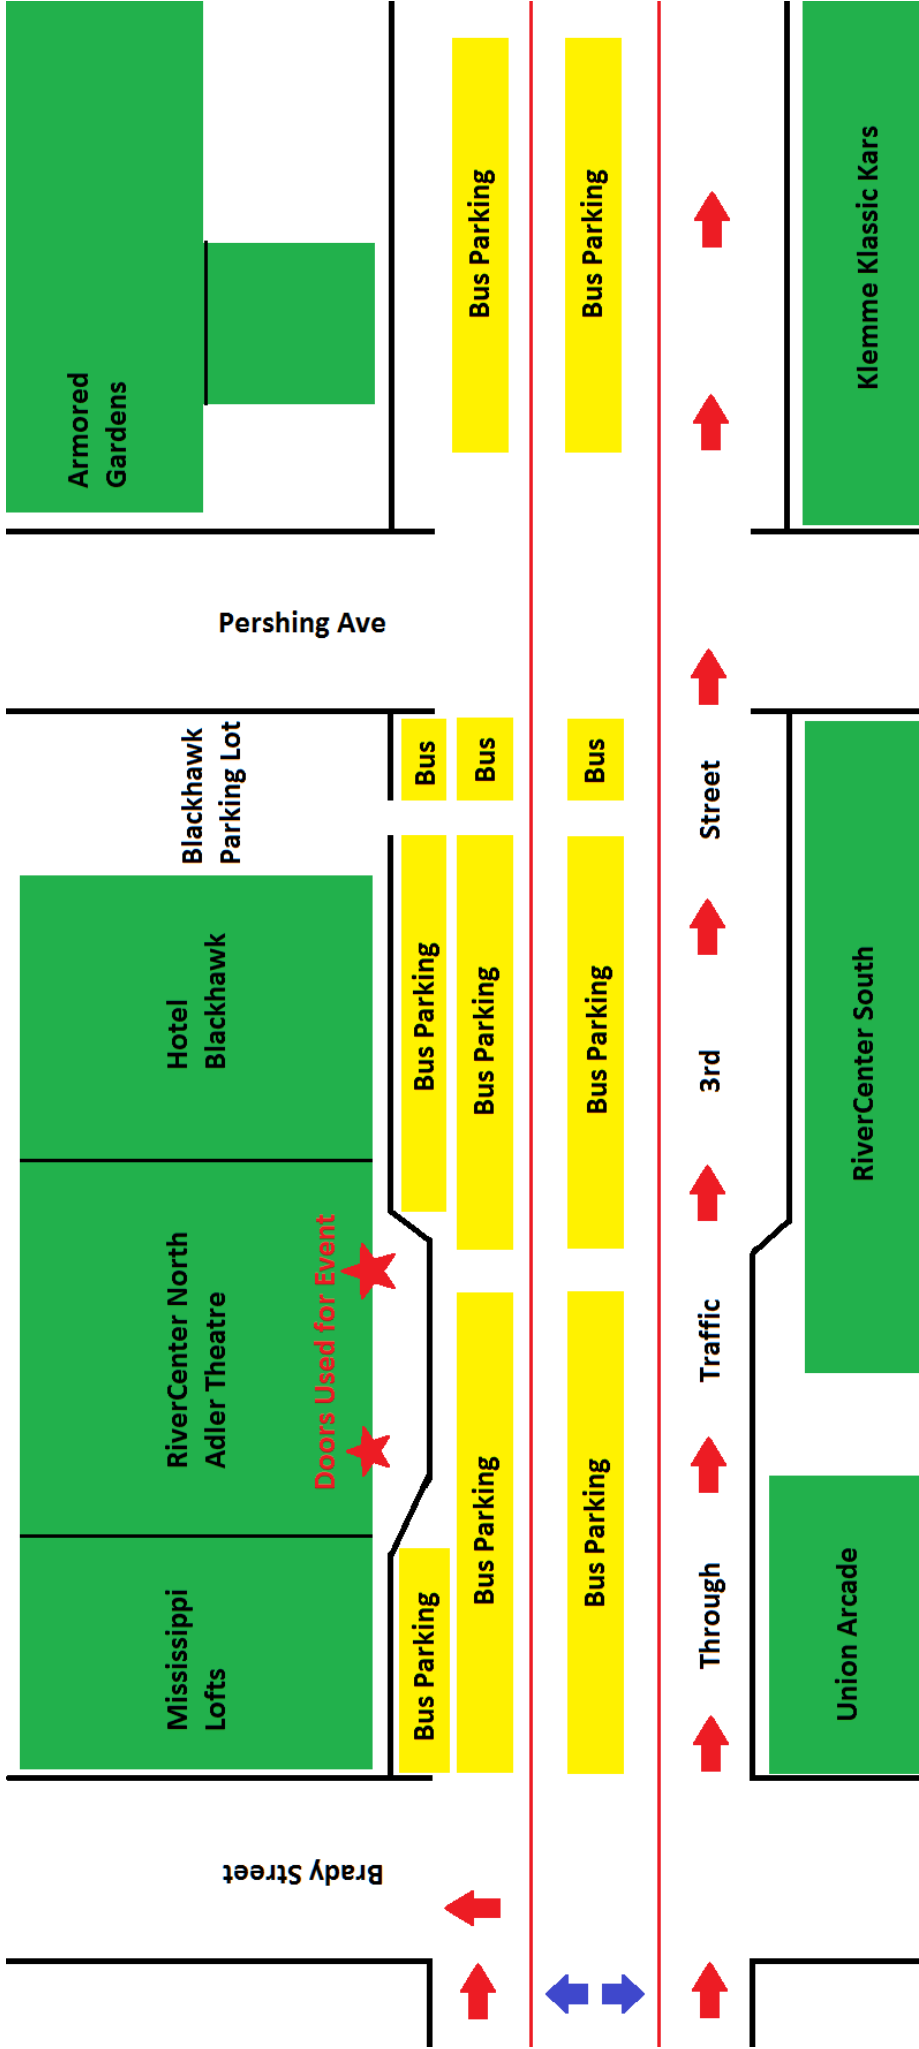 Armored
Gardens
Bus Parking
Bus Parking
Klemme Klassic Kars
Pershing Ave
Blackhawk
Parking Lot
Bus
Bus
Bus
Hotel
Blackhawk
Bus Parking
Bus Parking
Bus Parking
RiverCenter North
Adler Theatre
Doors Used for Event
Bus Parking
Bus Parking
Mississippi
Lofts
Bus Parking
Through Traffic 3rd Street
RiverCenter South
Union Arcade
Brady Street